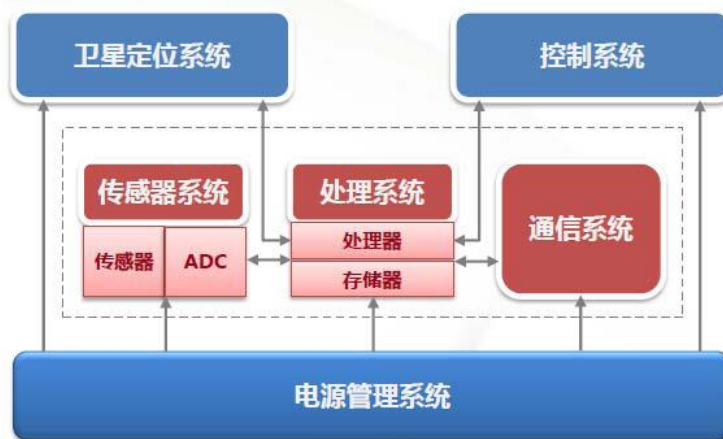 卫星定位系统
控制系统
传感器系统
处理系统
通信系统
传感器
ADC
处理器
存储器
电源管理系统